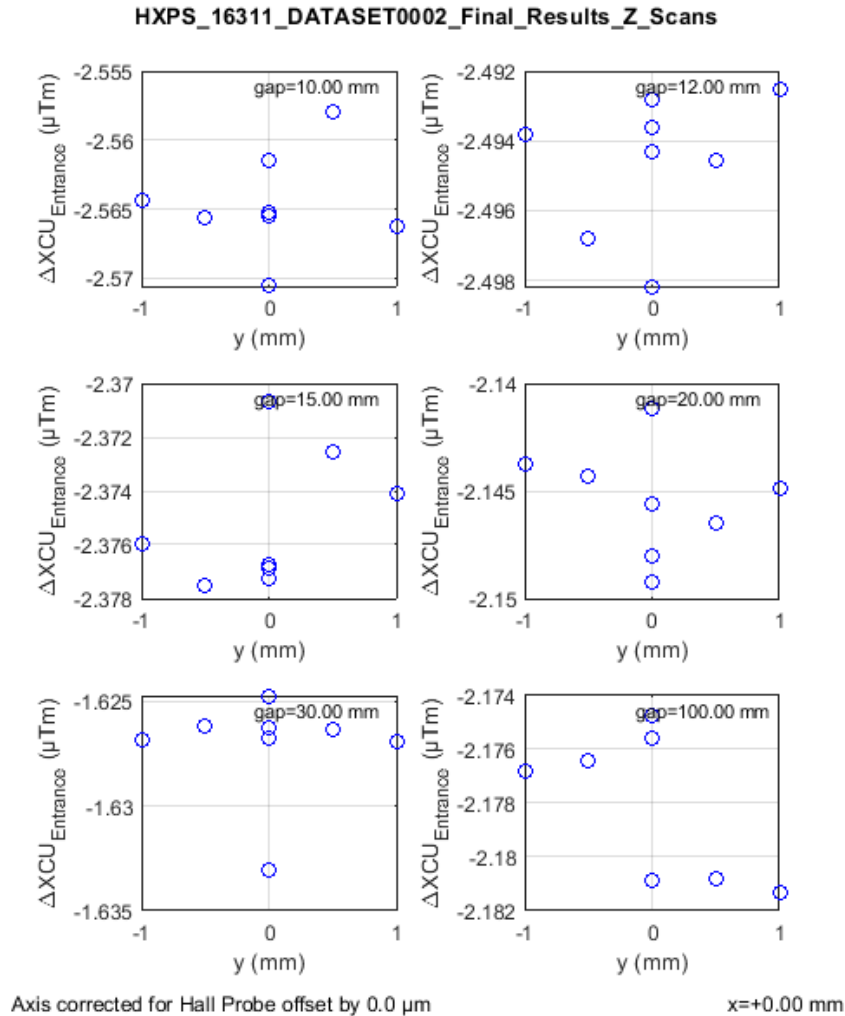 HXPS_16311_DATASET0002_Final_Results_Z_Scans
gap=10.00 mm
-2.555
-2.56
-2.565
-2.57
ΔXCU_Entrance (μTm)
-1 0 1
y (mm)
gap=12.00 mm
-2.492
-2.494
-2.496
-2.498
ΔXCU_Entrance (μTm)
-1 0 1
y (mm)
gap=15.00 mm
-2.37
-2.372
-2.374
-2.376
-2.378
ΔXCU_Entrance (μTm)
-1 0 1
y (mm)
gap=20.00 mm
-2.14
-2.145
-2.15
ΔXCU_Entrance (μTm)
-1 0 1
y (mm)
gap=30.00 mm
-1.625
-1.63
-1.635
ΔXCU_Entrance (μTm)
-1 0 1
y (mm)
gap=100.00 mm
-2.174
-2.176
-2.178
-2.18
-2.182
ΔXCU_Entrance (μTm)
-1 0 1
y (mm)
Axis corrected for Hall Probe offset by 0.0 μm
x=+0.00 mm